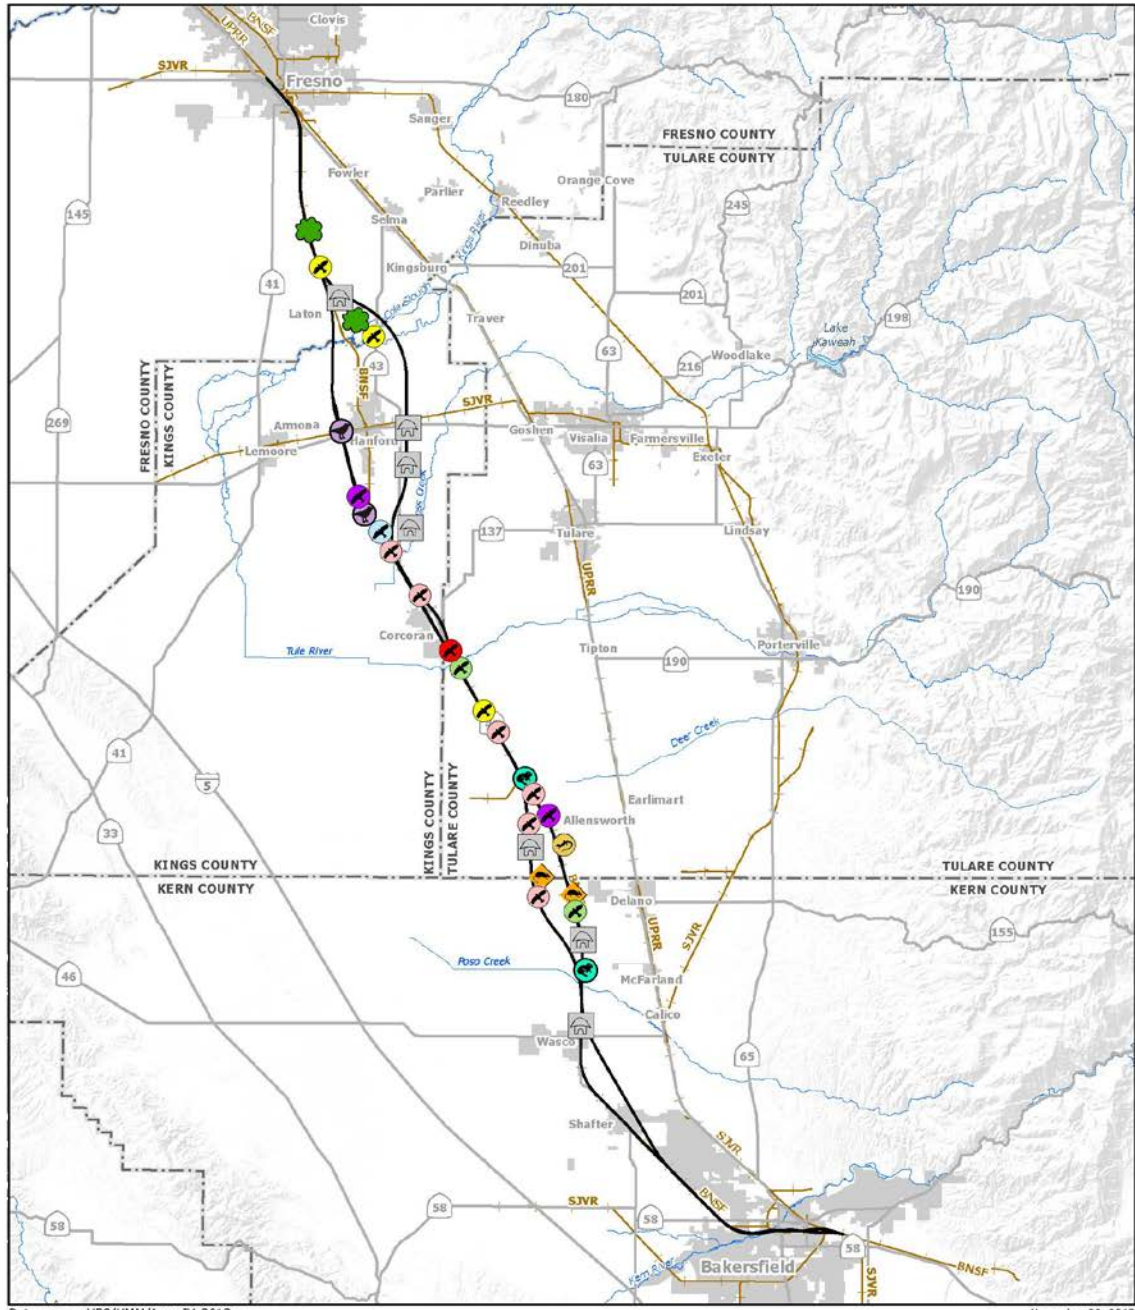 Clovis
BNSF
UPRR
SJVR
Fresno
180
Sanger
FRESNO COUNTY
TULARE COUNTY
Fowler
Parlier
Orange Cove
Reedley
245
145
Selma
Kings River
Dinuba
Kingsburg
201
41
Cole Slough
201
Laton
Traver
198
Lake
Kaweah
63
Woodlake
43
216
BNSF
SJVR
FRESNO COUNTY
KINGS COUNTY
269
Armona
Hanford
Goshen
Visalia
Farmersville
Lemoore
63
Exeter
Creek
137
Tulare
Lindsay
UPRR
190
Corcoran
Tule River
Tipton
190
Porterville
Deer Creek
41
5
KINGS COUNTY
TULARE COUNTY
Earlimart
Allensworth
33
KINGS COUNTY
KERN COUNTY
TULARE COUNTY
KERN COUNTY
Delano
UPRR
SJVR
155
Poso Creek
46
McFarland
Calico
Wasco
65
Shafter
SJVR
BNSF
58
SJVR
58
58
58
Kern River
Bakersfield
BNSF
SJVR